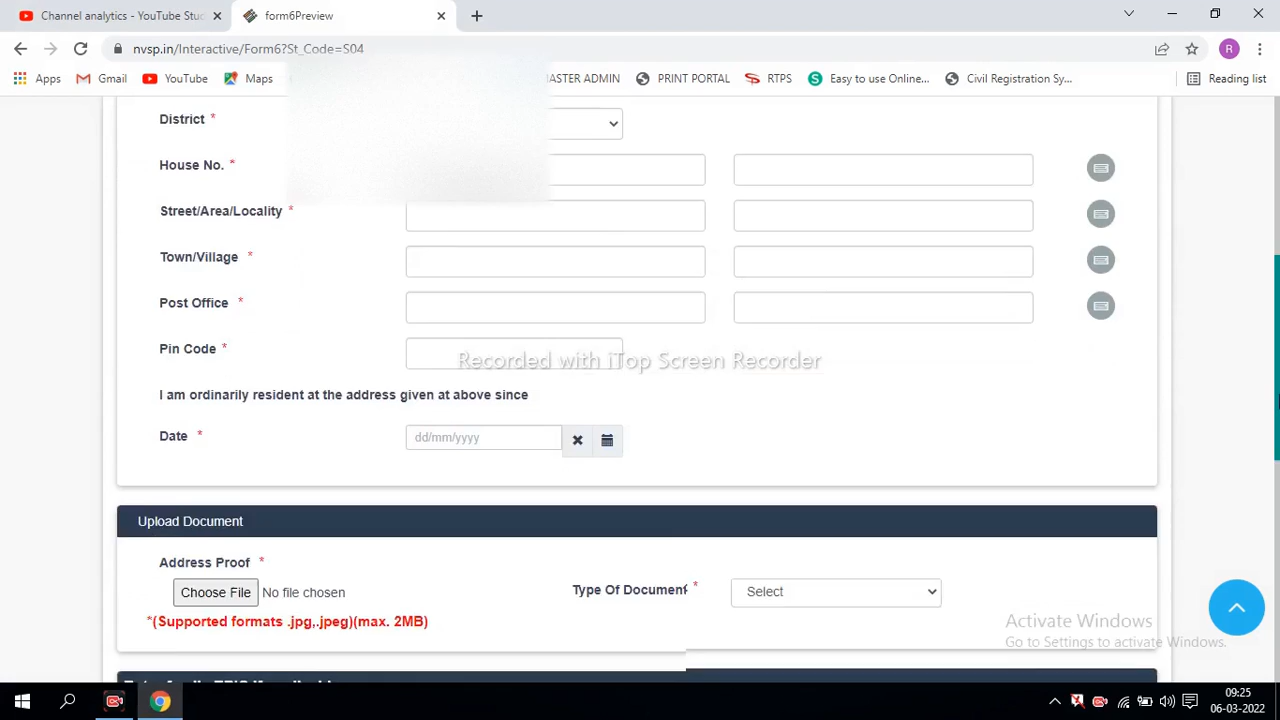 Channel analytics - YouTube Stu
form6Preview
nvsp.in/Interactive/Form6?St_Code=S04
R
Apps
Gmail
YouTube
Maps
ASTER ADMIN
PRINT PORTAL
RTPS
Easy to use Online...
Civil Registration Sy...
Reading list
District *
House No. *
Street/Area/Locality *
Town/Village *
Post Office *
Pin Code *
Recorded with iTop Screen Recorder
I am ordinarily resident at the address given at above since
Date *
dd/mm/yyyy
Upload Document
Address Proof *
Choose File No file chosen
Type Of Document *
Select
*(Supported formats .jpg,.jpeg)(max. 2MB)
Activate Windows
Go to Settings to activate Windows.
09:25
06-03-2022